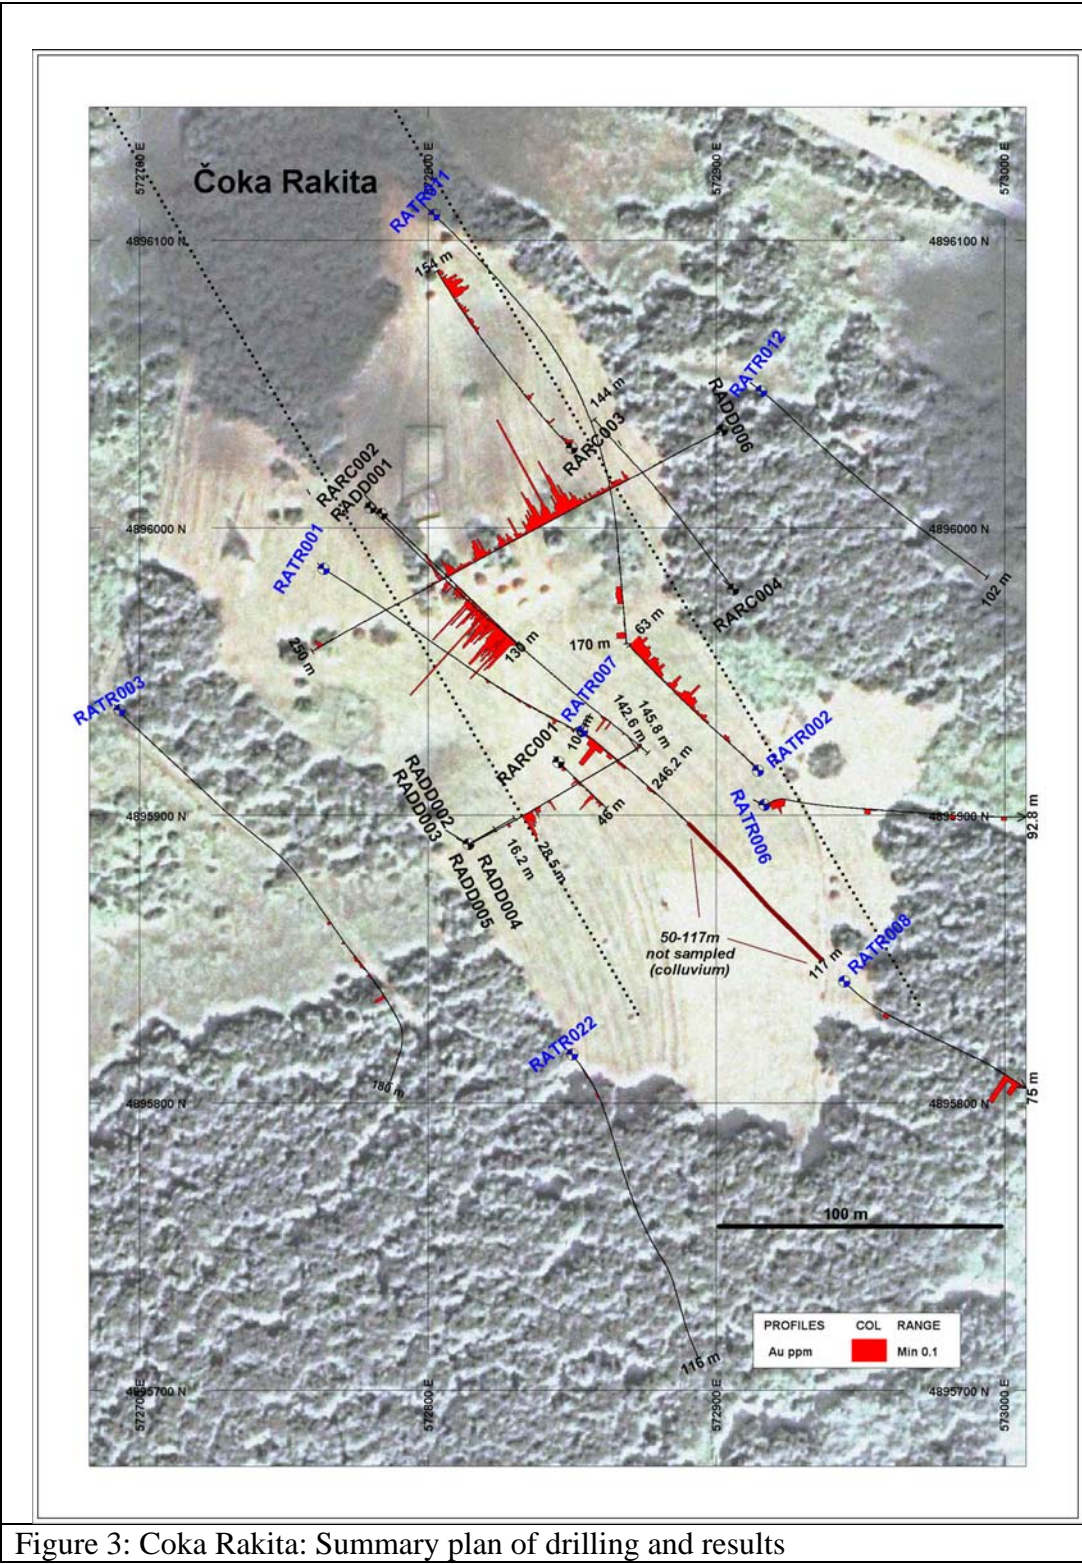 572700 E
572800 E
572900 E
573000 E
Čoka Rakita
RATR011
4896100 N
4896100 N
154 m
RATR012
144 m
RADD006
RARC003
RARC002
RADD001
4896000 N
4896000 N
RATR001
102 m
RARC004
63 m
130 m
170 m
250 m
RATR007
RATR003
145.8 m
142.6 m
100 m
RARC001
246.2 m
RATR002
46 m
RADD002
RADD003
4895900 N
4895900 N
92.8 m
RATR006
16.2 m
28.5 m
RADD004
RADD005
50-117m
not sampled
(colluvium)
117 m
RATR008
RATR022
180 m
4895800 N
4895800 N
75 m
100 m
PROFILES COL RANGE
Au ppm Min 0.1
116 m
4895700 N
4895700 N
572700 E
572800 E
572900 E
573000 E
Figure 3: Coka Rakita: Summary plan of drilling and results